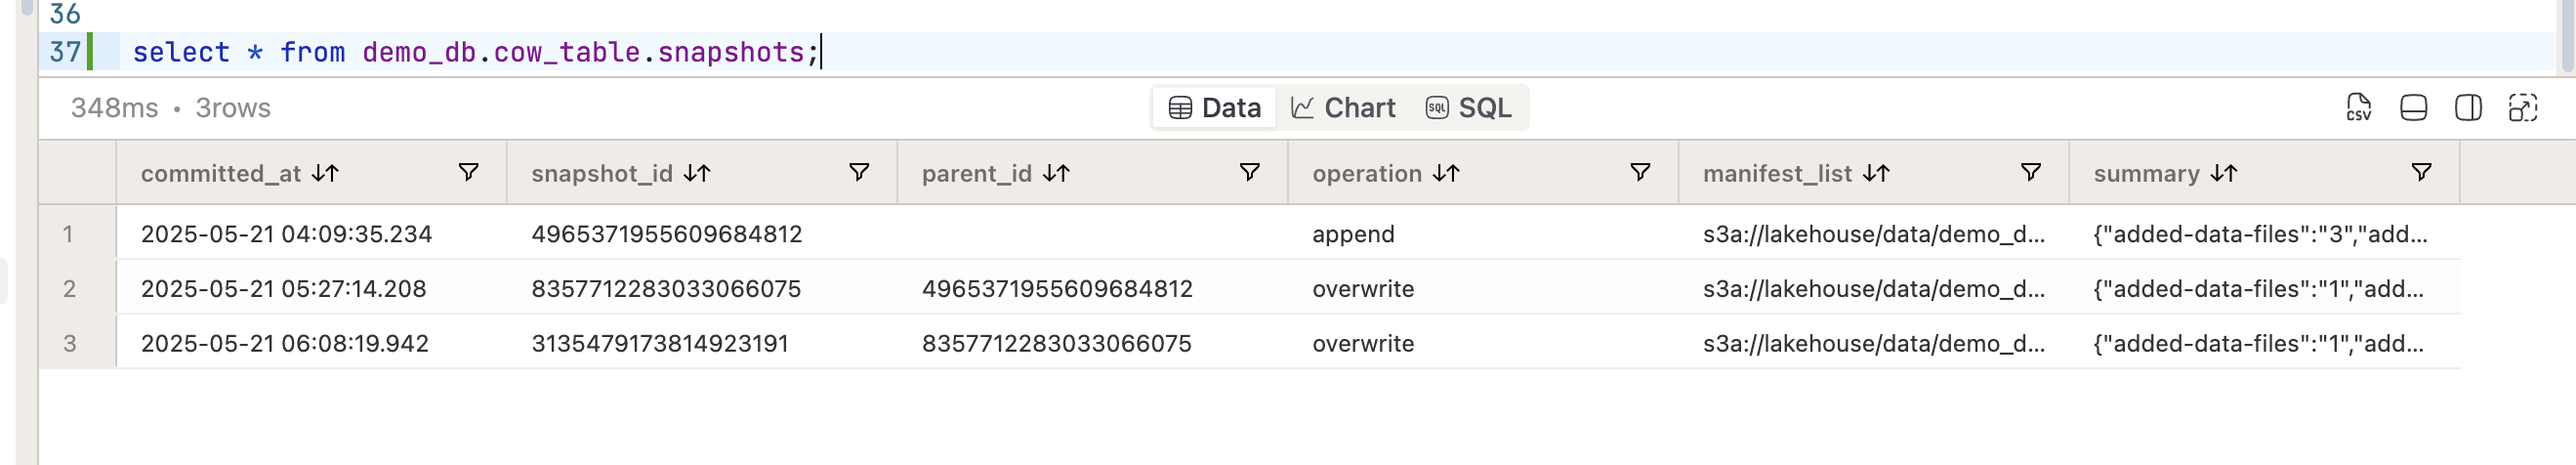 36
37 select * from demo_db.cow_table.snapshots;
348ms • 3rows Data Chart SQL SQL CSV
committed_at snapshot_id parent_id operation manifest_list summary
1 2025-05-21 04:09:35.234 4965371955609684812 append s3a://lakehouse/data/demo_d... {"added-data-files":"3","add...
2 2025-05-21 05:27:14.208 8357712283033066075 4965371955609684812 overwrite s3a://lakehouse/data/demo_d... {"added-data-files":"1","add...
3 2025-05-21 06:08:19.942 3135479173814923191 8357712283033066075 overwrite s3a://lakehouse/data/demo_d... {"added-data-files":"1","add...